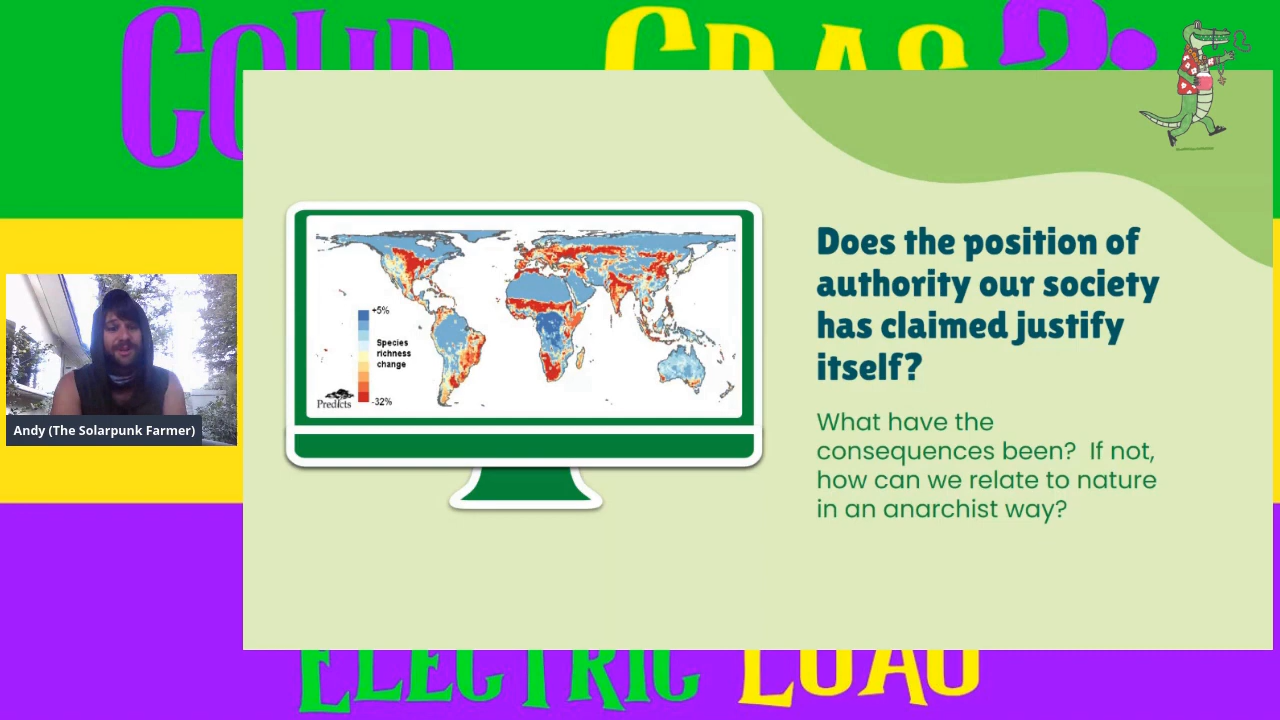 Does the position of
authority our society
has claimed justify
itself?
What have the
consequences been?  If not,
how can we relate to nature
in an anarchist way?
+5%
Species
richness
change
-32%
Predicts
Andy (The Solarpunk Farmer)
ELECTRIC LUAU